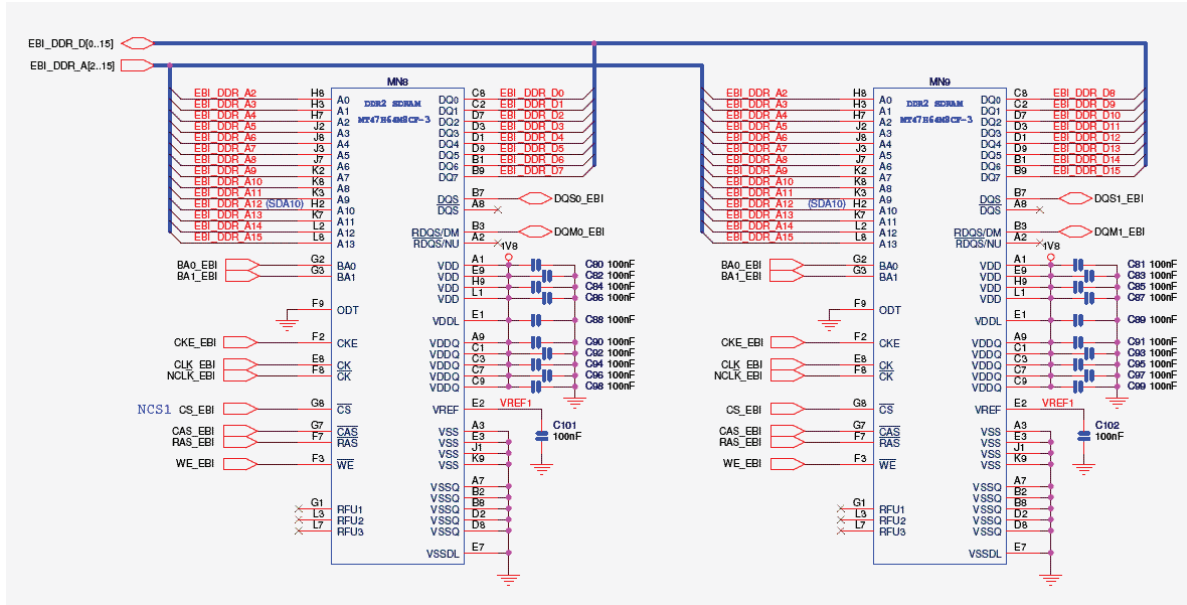 EBI_DDR_D[0..15]
EBI_DDR_A[2..15]
MN8
DDR2 SDRAM
MT47H64M8CF-3
EBI_DDR_A2 H8 A0 DQ0 C8 EBI_DDR_D0
EBI_DDR_A3 H3 A1 DQ1 C2 EBI_DDR_D1
EBI_DDR_A4 H7 A2 DQ2 D7 EBI_DDR_D2
EBI_DDR_A5 J2 A3 DQ3 D3 EBI_DDR_D3
EBI_DDR_A6 J8 A4 DQ4 D1 EBI_DDR_D4
EBI_DDR_A7 J3 A5 DQ5 D9 EBI_DDR_D5
EBI_DDR_A8 J7 A6 DQ6 B1 EBI_DDR_D6
EBI_DDR_A9 K2 A7 DQ7 B9 EBI_DDR_D7
EBI_DDR_A10 K8 A8
EBI_DDR_A11 K3 A9 DQS B7 DQS0_EBI
EBI_DDR_A12 (SDA10) H2 A10 DQS A8
EBI_DDR_A13 K7 A11
EBI_DDR_A14 L2 A12 RDQS/DM B3 DQM0_EBI
EBI_DDR_A15 L8 A13 RDQS/NU A2
1V8
BA0_EBI G2 BA0 VDD A1 C80 100nF
BA1_EBI G3 BA1 VDD E9 C82 100nF
VDD H9 C84 100nF
VDD L1 C86 100nF
F9 ODT
VDDL E1 C88 100nF
CKE_EBI F2 CKE VDDQ A9 C90 100nF
VDDQ C1 C92 100nF
CLK_EBI E8 CK VDDQ C3 C94 100nF
NCLK_EBI F8 CK VDDQ C7 C96 100nF
VDDQ C9 C98 100nF
NCS1 CS_EBI G8 CS VREF E2 VREF1
C101
100nF
CAS_EBI G7 CAS VSS A3
RAS_EBI F7 RAS VSS E3
VSS J1
WE_EBI F3 WE VSS K9
VSSQ A7
VSSQ B2
G1 RFU1 VSSQ B8
L3 RFU2 VSSQ D2
L7 RFU3 VSSQ D8
VSSDL E7
MN9
DDR2 SDRAM
MT47H64M8CF-3
EBI_DDR_A2 H8 A0 DQ0 C8 EBI_DDR_D8
EBI_DDR_A3 H3 A1 DQ1 C2 EBI_DDR_D9
EBI_DDR_A4 H7 A2 DQ2 D7 EBI_DDR_D10
EBI_DDR_A5 J2 A3 DQ3 D3 EBI_DDR_D11
EBI_DDR_A6 J8 A4 DQ4 D1 EBI_DDR_D12
EBI_DDR_A7 J3 A5 DQ5 D9 EBI_DDR_D13
EBI_DDR_A8 J7 A6 DQ6 B1 EBI_DDR_D14
EBI_DDR_A9 K2 A7 DQ7 B9 EBI_DDR_D15
EBI_DDR_A10 K8 A8
EBI_DDR_A11 K3 A9 DQS B7 DQS1_EBI
EBI_DDR_A12 (SDA10) H2 A10 DQS A8
EBI_DDR_A13 K7 A11
EBI_DDR_A14 L2 A12 RDQS/DM B3 DQM1_EBI
EBI_DDR_A15 L8 A13 RDQS/NU A2
1V8
BA0_EBI G2 BA0 VDD A1 C81 100nF
BA1_EBI G3 BA1 VDD E9 C83 100nF
VDD H9 C85 100nF
VDD L1 C87 100nF
F9 ODT
VDDL E1 C89 100nF
CKE_EBI F2 CKE VDDQ A9 C91 100nF
VDDQ C1 C93 100nF
CLK_EBI E8 CK VDDQ C3 C95 100nF
NCLK_EBI F8 CK VDDQ C7 C97 100nF
VDDQ C9 C99 100nF
CS_EBI G8 CS VREF E2 VREF1
C102
100nF
CAS_EBI G7 CAS VSS A3
RAS_EBI F7 RAS VSS E3
VSS J1
WE_EBI F3 WE VSS K9
VSSQ A7
VSSQ B2
G1 RFU1 VSSQ B8
L3 RFU2 VSSQ D2
L7 RFU3 VSSQ D8
VSSDL E7